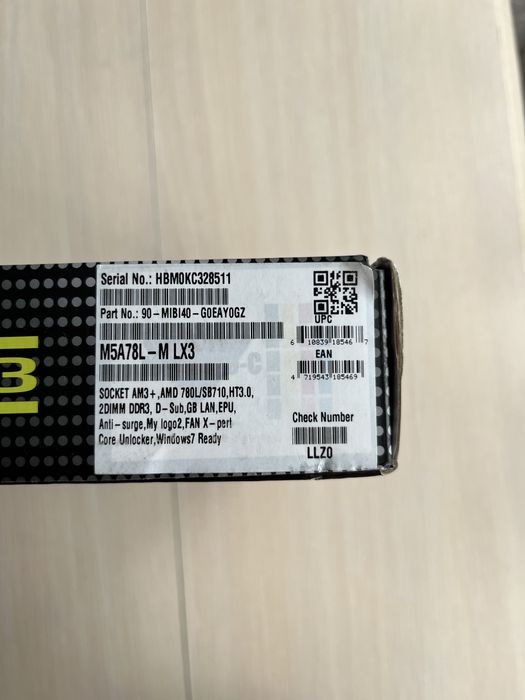 Serial No.: HBM0KC328511
Part No.: 90-MIBI40-G0EAY0GZ
M5A78L-M LX3
SOCKET AM3+,AMD 780L/SB710,HT3.0,
2DIMM DDR3, D-Sub,GB LAN,EPU,
Anti-surge,My logo2,FAN X-pert
Core Unlocker,Windows7 Ready
UPC
6 10839 18546 7
EAN
4 719543 185469
Check Number
LLZ0